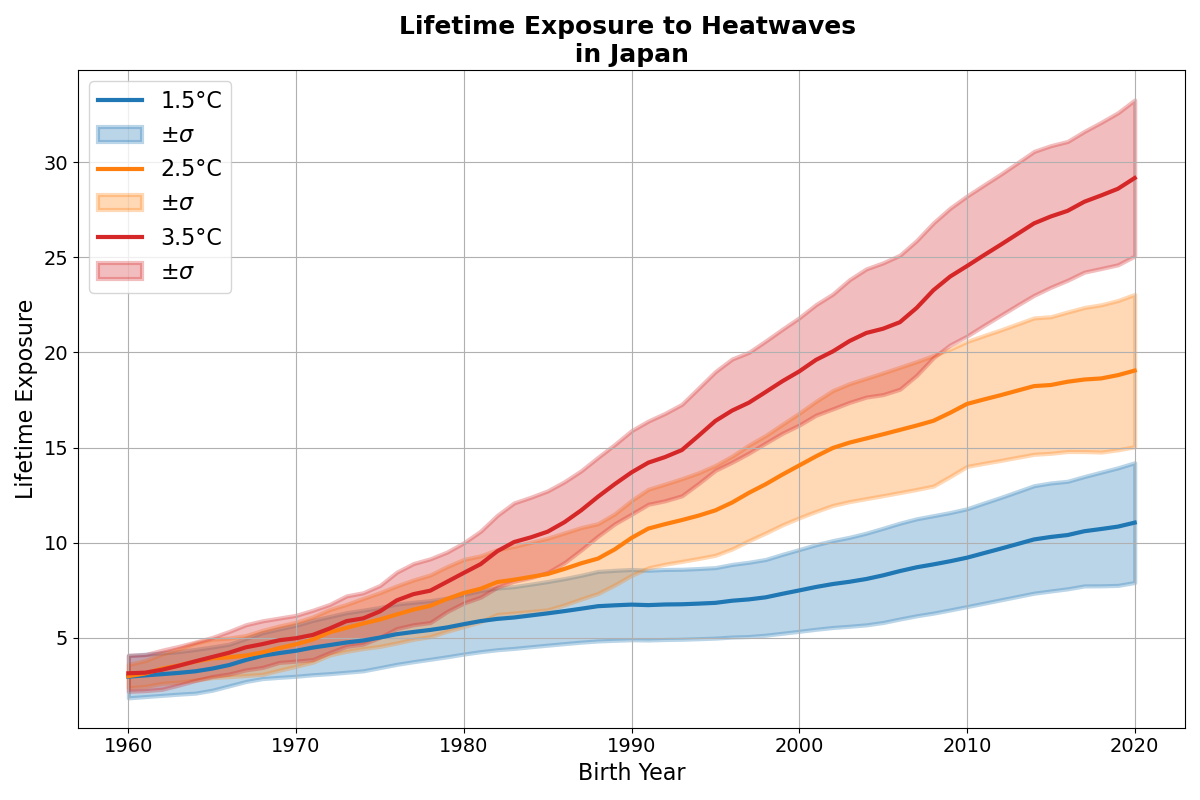 Lifetime Exposure to Heatwaves
in Japan
1.5°C
±σ
2.5°C
±σ
3.5°C
±σ
Lifetime Exposure
30
25
20
15
10
5
1960
1970
1980
1990
2000
2010
2020
Birth Year